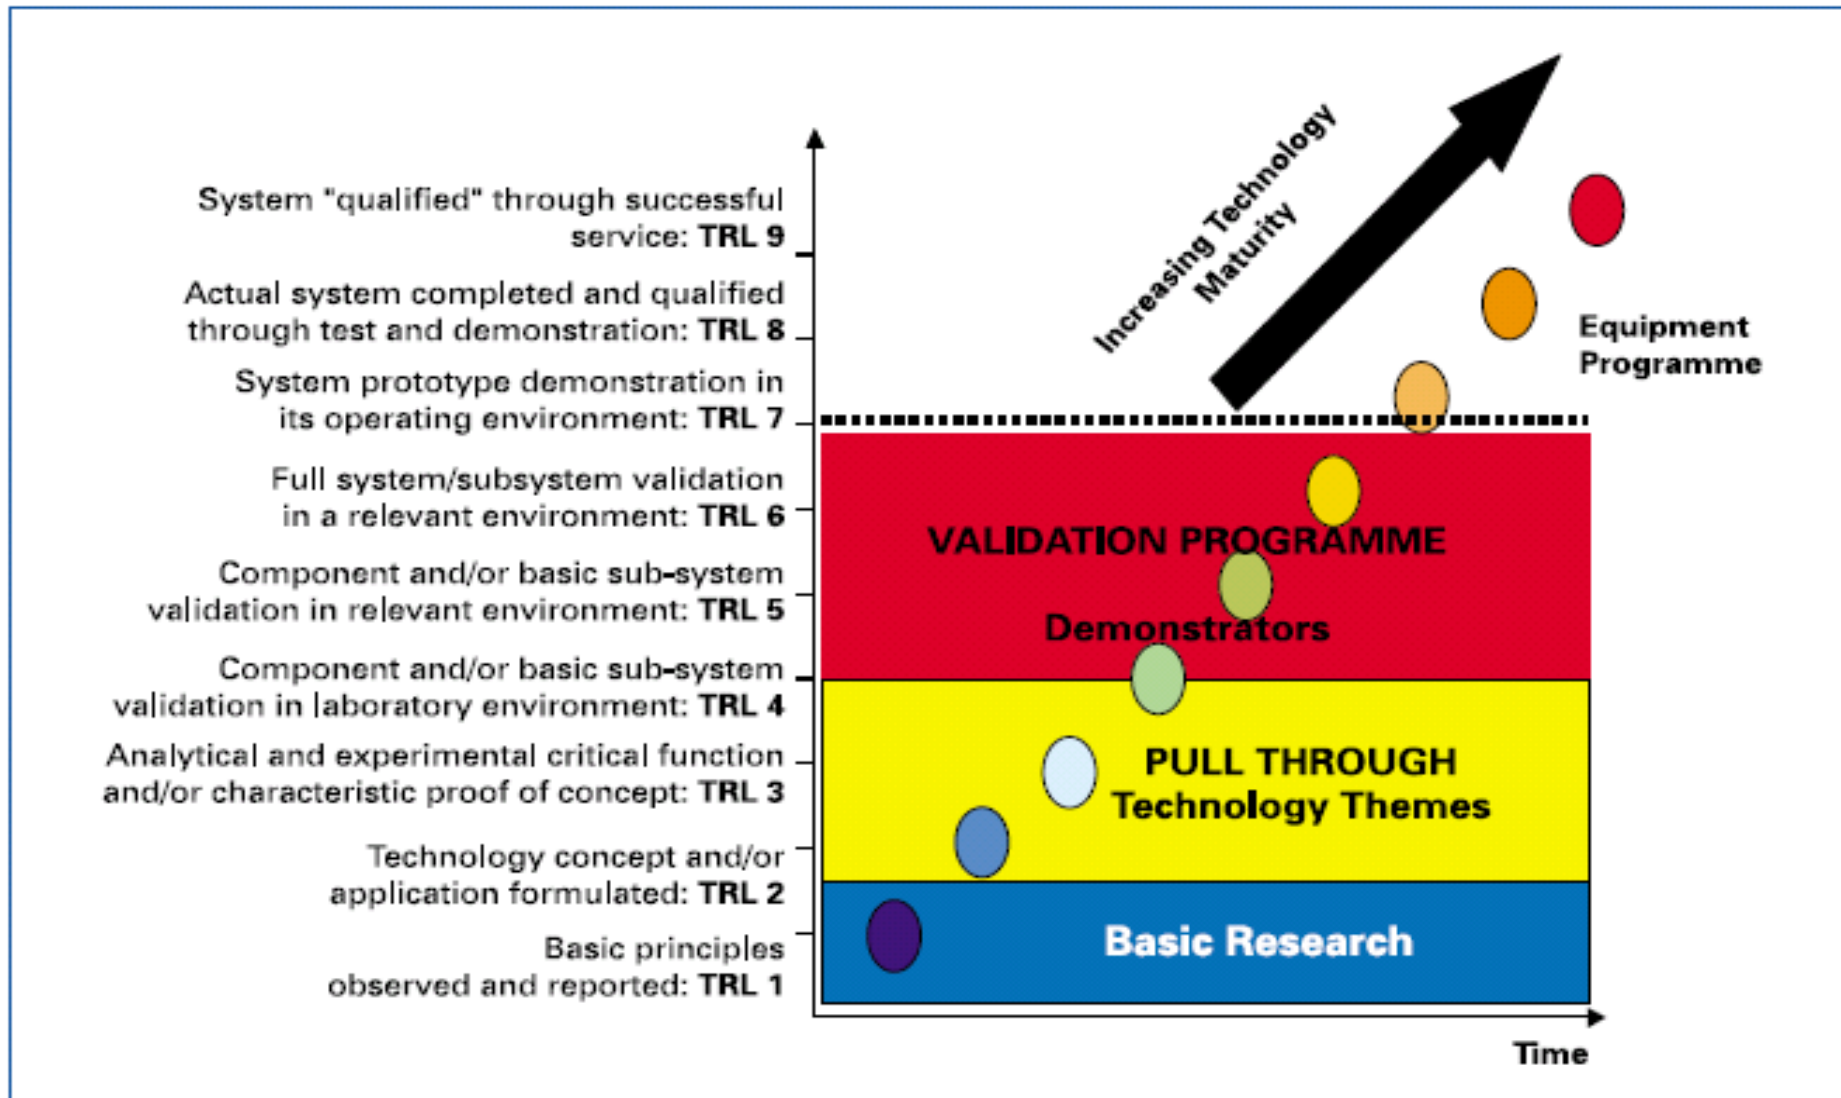 System "qualified" through successful
service: TRL 9
Actual system completed and qualified
through test and demonstration: TRL 8
System prototype demonstration in
its operating environment: TRL 7
Full system/subsystem validation
in a relevant environment: TRL 6
Component and/or basic sub-system
validation in relevant environment: TRL 5
Component and/or basic sub-system
validation in laboratory environment: TRL 4
Analytical and experimental critical function
and/or characteristic proof of concept: TRL 3
Technology concept and/or
application formulated: TRL 2
Basic principles
observed and reported: TRL 1
Increasing Technology
Maturity
Equipment
Programme
VALIDATION PROGRAMME
Demonstrators
PULL THROUGH
Technology Themes
Basic Research
Time